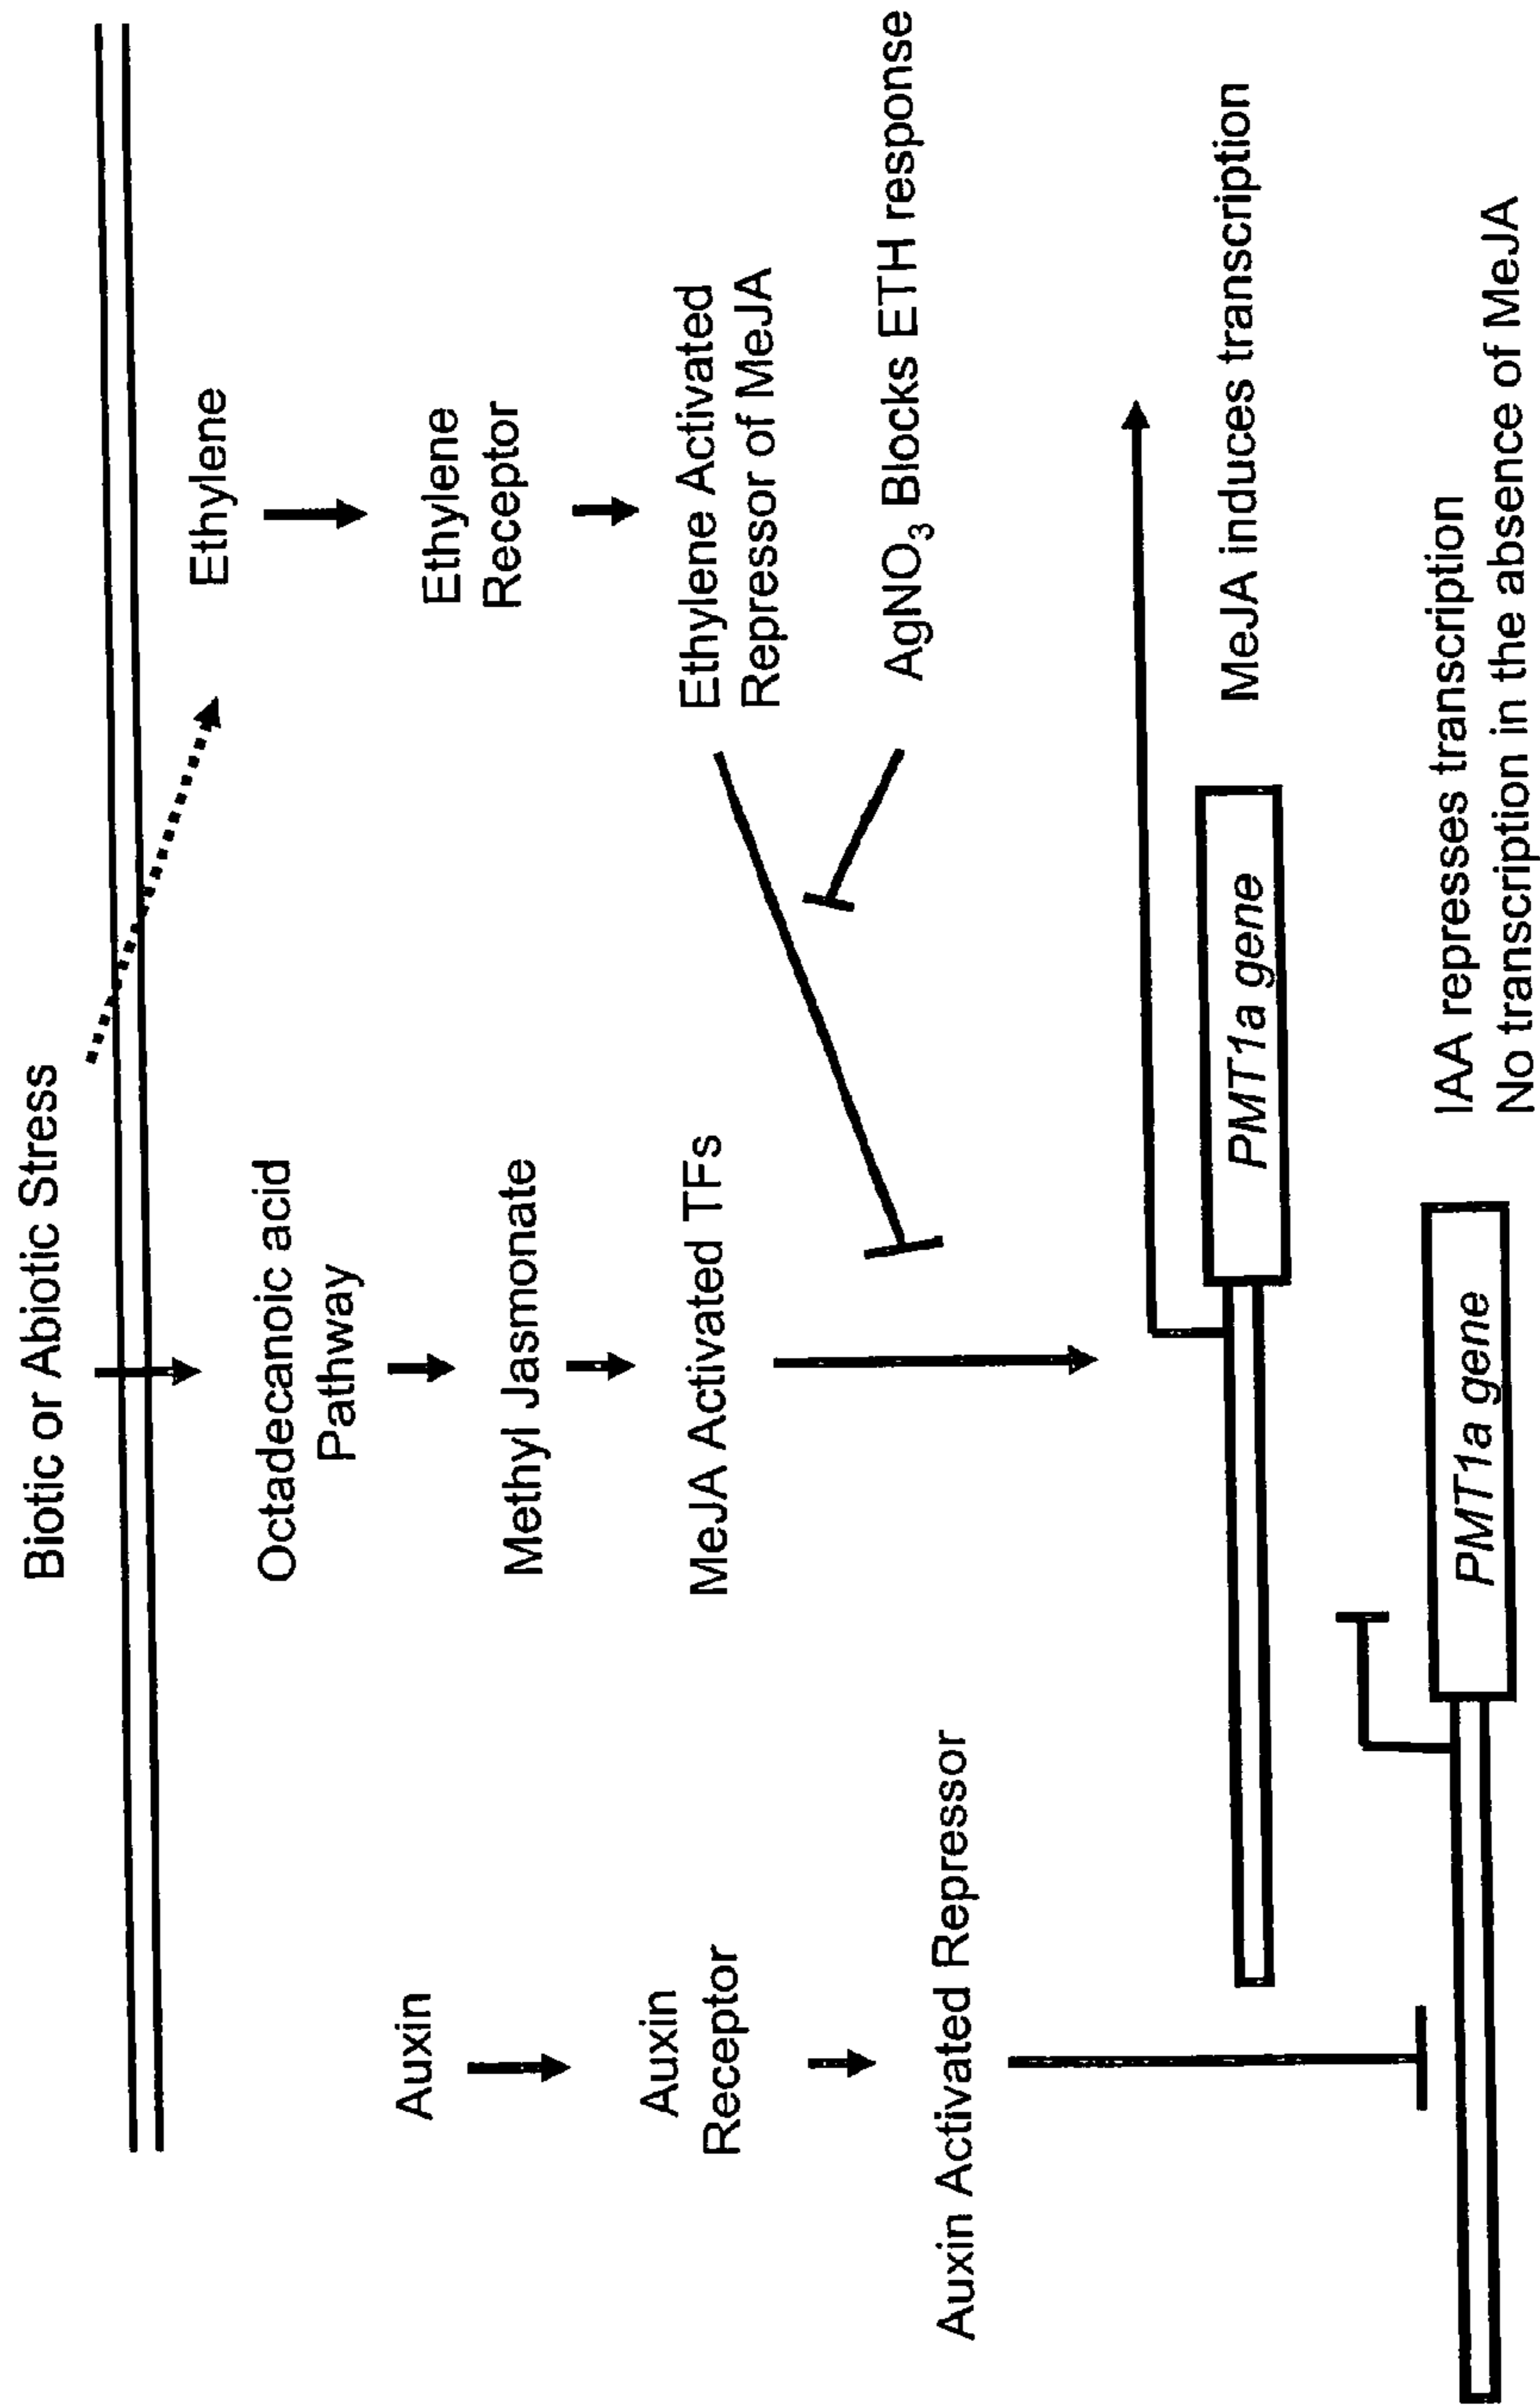 Biotic or Abiotic Stress
Octadecanoic acid
Pathway
Methyl Jasmonate
MeJA Activated TFs
Ethylene
Ethylene
Receptor
Ethylene Activated
Repressor of MeJA
AgNO₃ Blocks ETH response
Auxin
Auxin
Receptor
Auxin Activated Repressor
PMT1a gene
MeJA induces transcription
PMT1a gene
IAA represses transcription
No transcription in the absence of MeJA